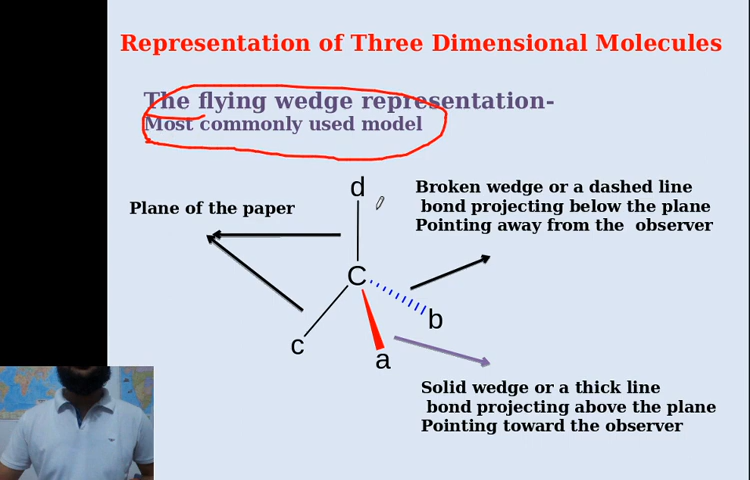 Representation of Three Dimensional Molecules
The flying wedge representation-
Most commonly used model
Plane of the paper
d
Broken wedge or a dashed line
bond projecting below the plane
Pointing away from the observer
C
b
c
a
Solid wedge or a thick line
bond projecting above the plane
Pointing toward the observer